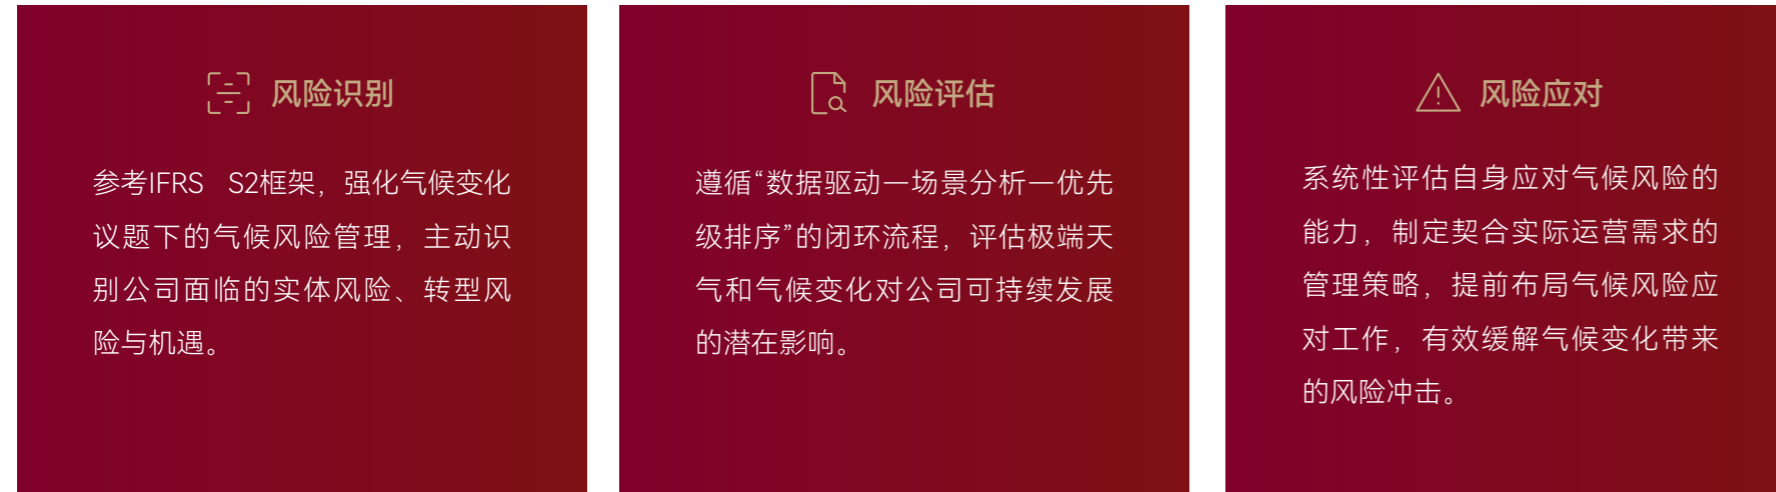 风险识别
参考IFRS S2框架，强化气候变化
议题下的气候风险管理，主动识
别公司面临的实体风险、转型风
险与机遇。
风险评估
遵循“数据驱动—场景分析—优先
级排序”的闭环流程，评估极端天
气和气候变化对公司可持续发展
的潜在影响。
风险应对
系统性评估自身应对气候风险的
能力，制定契合实际运营需求的
管理策略，提前布局气候风险应
对工作，有效缓解气候变化带来
的风险冲击。